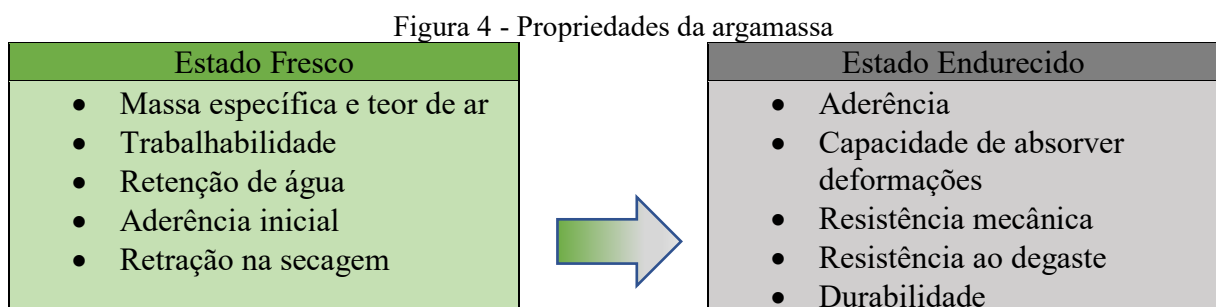 Figura 4 - Propriedades da argamassa
Estado Fresco
• Massa específica e teor de ar
• Trabalhabilidade
• Retenção de água
• Aderência inicial
• Retração na secagem
Estado Endurecido
• Aderência
• Capacidade de absorver
deformações
• Resistência mecânica
• Resistência ao degaste
• Durabilidade